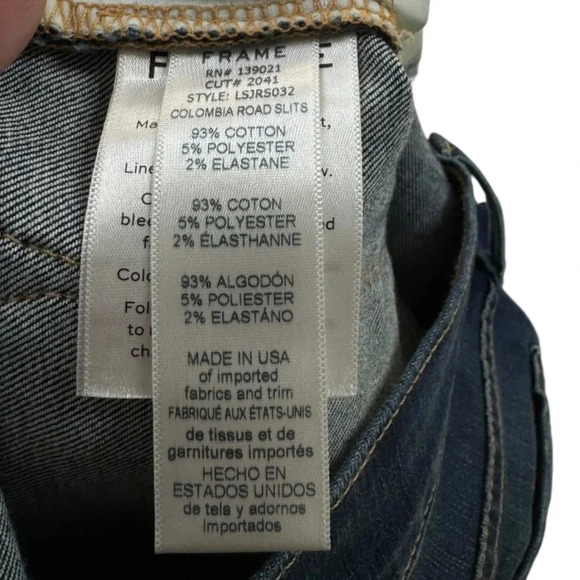 FRAME
RN# 139021
CUT# 2041
STYLE: LSJRS032
COLOMBIA ROAD SLITS
93% COTTON
5% POLYESTER
2% ELASTANE
93% COTON
5% POLYESTER
2% ÉLASTHANNE
93% ALGODÓN
5% POLIESTER
2% ELASTÁNO
MADE IN USA
of imported
fabrics and trim
FABRIQUÉ AUX ÉTATS-UNIS
de tissus et de
garnitures importés
HECHO EN
ESTADOS UNIDOS
de tela y adornos
importados